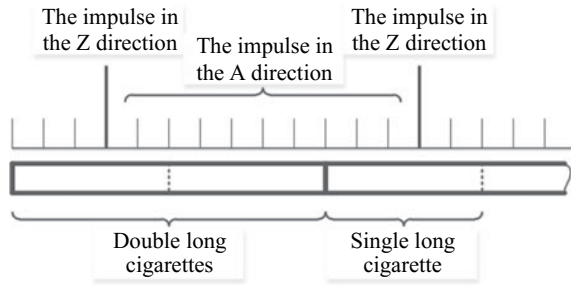 The impulse in
the Z direction
The impulse in
the A direction
The impulse in
the Z direction
Double long
cigarettes
Single long
cigarette